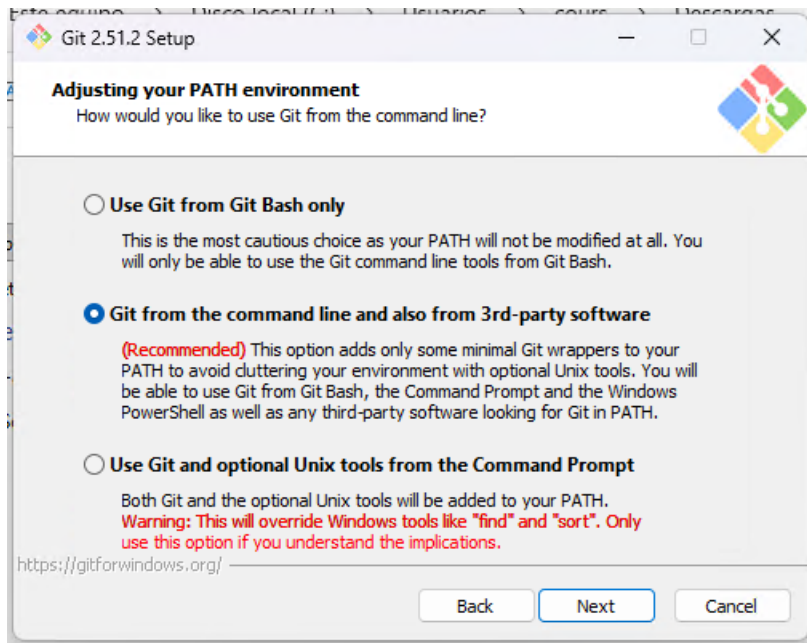 Este equipo > Disco local (C:) > Usuarios > cours > Descargas
Git 2.51.2 Setup
Adjusting your PATH environment
How would you like to use Git from the command line?
Use Git from Git Bash only
This is the most cautious choice as your PATH will not be modified at all. You
will only be able to use the Git command line tools from Git Bash.
Git from the command line and also from 3rd-party software
(Recommended) This option adds only some minimal Git wrappers to your
PATH to avoid cluttering your environment with optional Unix tools. You will
be able to use Git from Git Bash, the Command Prompt and the Windows
PowerShell as well as any third-party software looking for Git in PATH.
Use Git and optional Unix tools from the Command Prompt
Both Git and the optional Unix tools will be added to your PATH.
Warning: This will override Windows tools like "find" and "sort". Only
use this option if you understand the implications.
https://gitforwindows.org/
Back Next Cancel